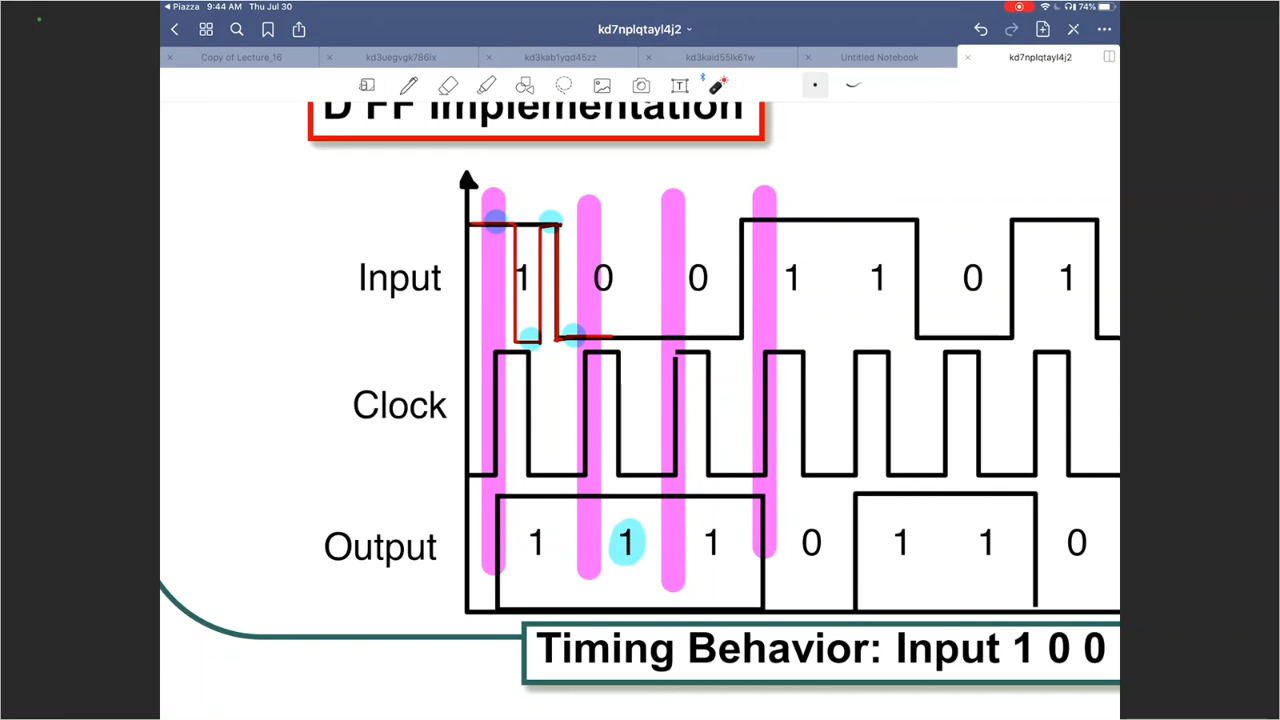 Piazza 9:44 AM Thu Jul 30 74%
kd7nplqtayl4j2
Copy of Lecture_16 kd3uegvgk786ix kd3kab1yqd45zz kd3kaid55lk61w Untitled Notebook kd7nplqtayl4j2
D FF Implementation
Input 1 0 0 1 1 0 1
Clock
Output 1 1 1 0 1 1 0
Timing Behavior: Input 1 0 0